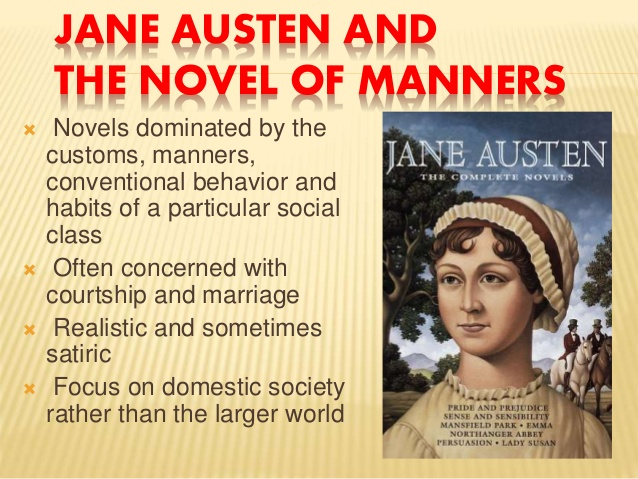 JANE AUSTEN AND
THE NOVEL OF MANNERS
Novels dominated by the
customs, manners,
conventional behavior and
habits of a particular social
class
Often concerned with
courtship and marriage
Realistic and sometimes
satiric
Focus on domestic society
rather than the larger world
JANE AUSTEN
THE COMPLETE NOVELS
PRIDE AND PREJUDICE
SENSE AND SENSIBILITY
MANSFIELD PARK • EMMA
NORTHANGER ABBEY
PERSUASION • LADY SUSAN